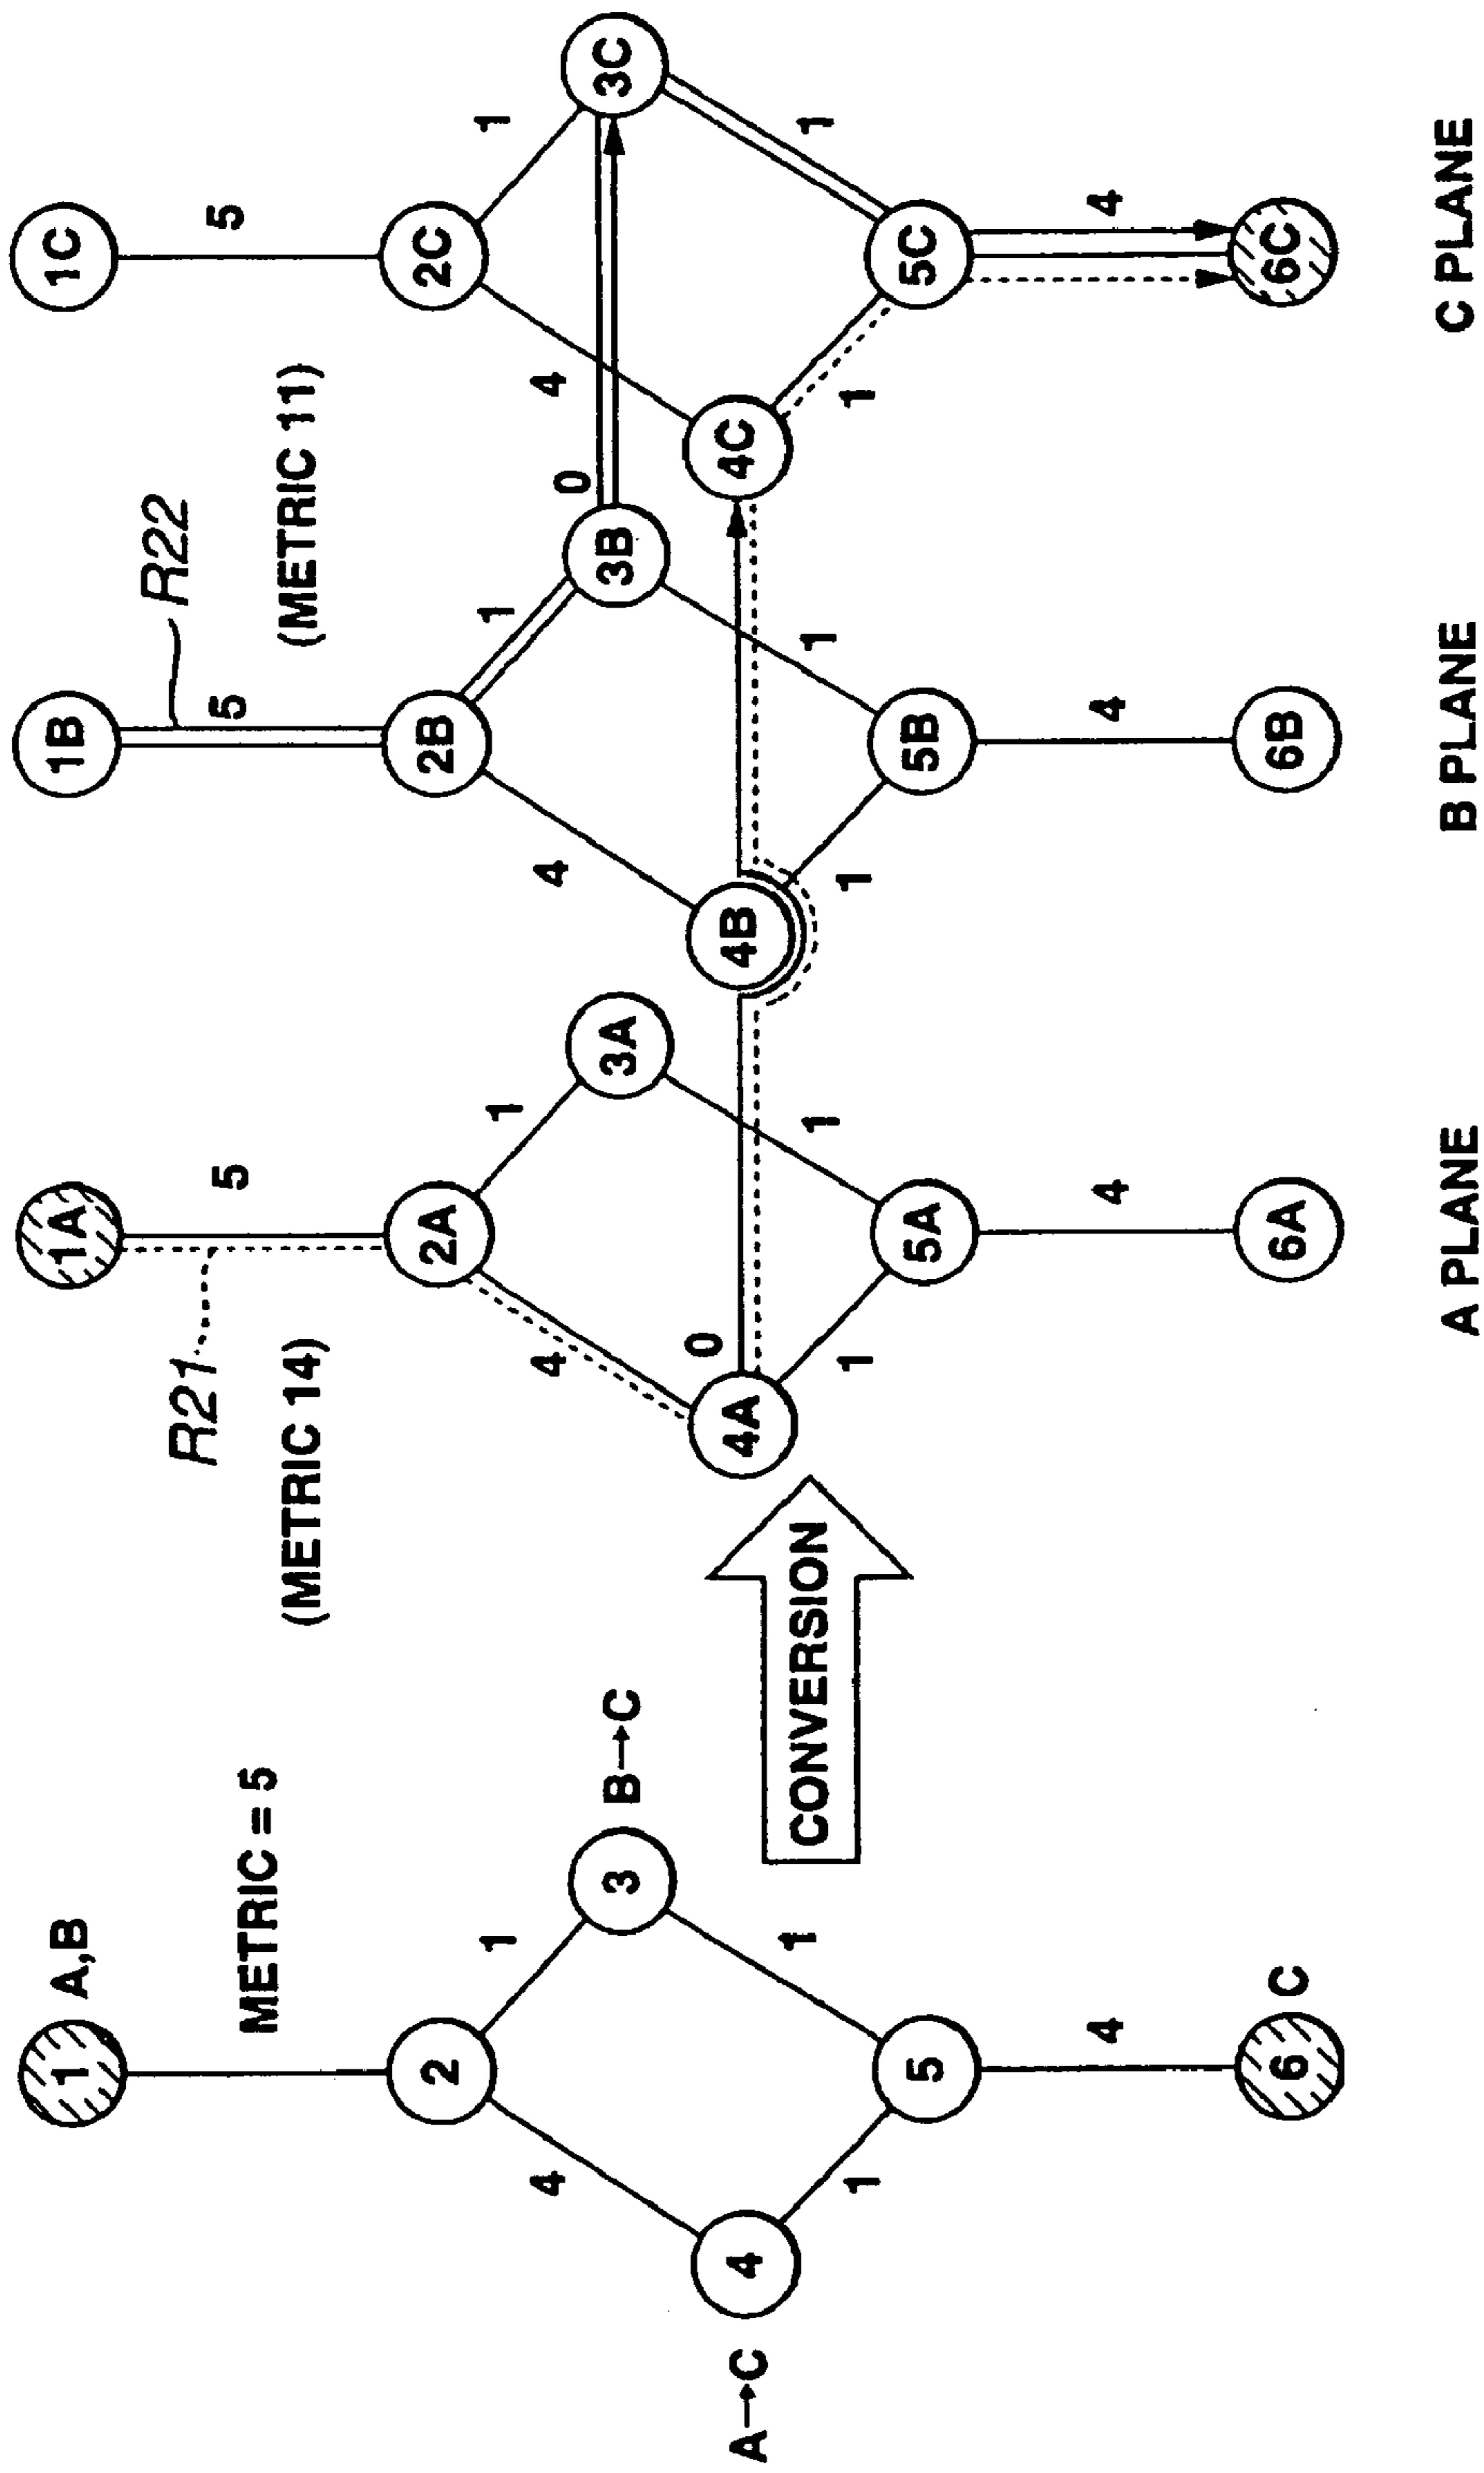 1 A,B
METRIC = 5
2
4
1
3 B→C
A→C 4
1
1
5
4
6 C
CONVERSION
R21
(METRIC 14)
1A
5
2A
4
1
3A
0
4A
1
1
5A
4
6A
A PLANE
R22
(METRIC 11)
1B
5
2B
4
1
3B
0
4B
1
1
5B
4
6B
B PLANE
1C
5
2C
4
1
3C
4C
1
1
5C
4
6C
C PLANE